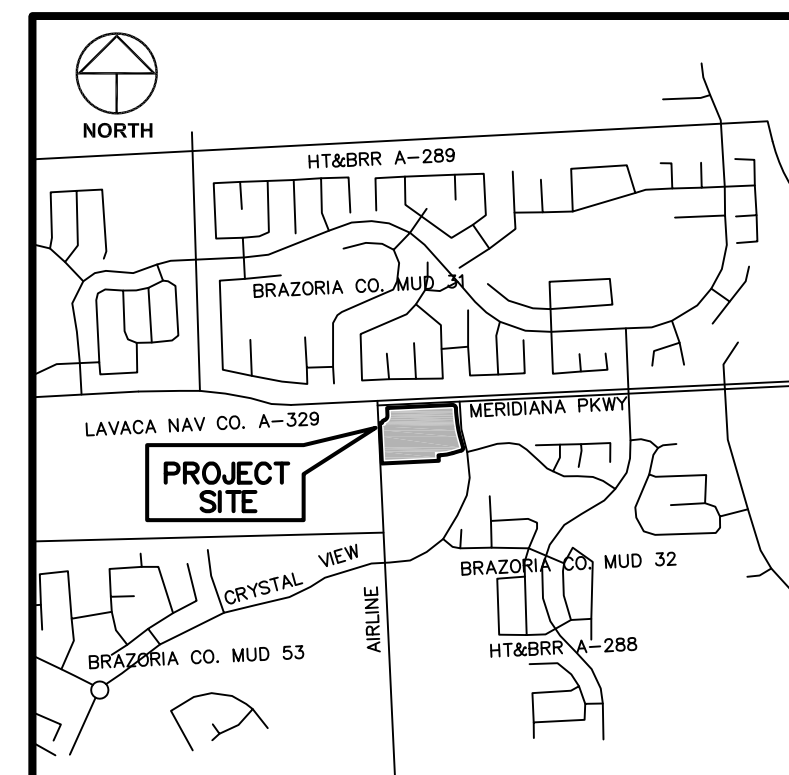 NORTH
HT&BRR A-289
BRAZORIA CO. MUD 31
LAVACA NAV CO. A-329
MERIDIANA PKWY
PROJECT
SITE
CRYSTAL VIEW
BRAZORIA CO. MUD 32
AIRLINE
HT&BRR A-288
BRAZORIA CO. MUD 53